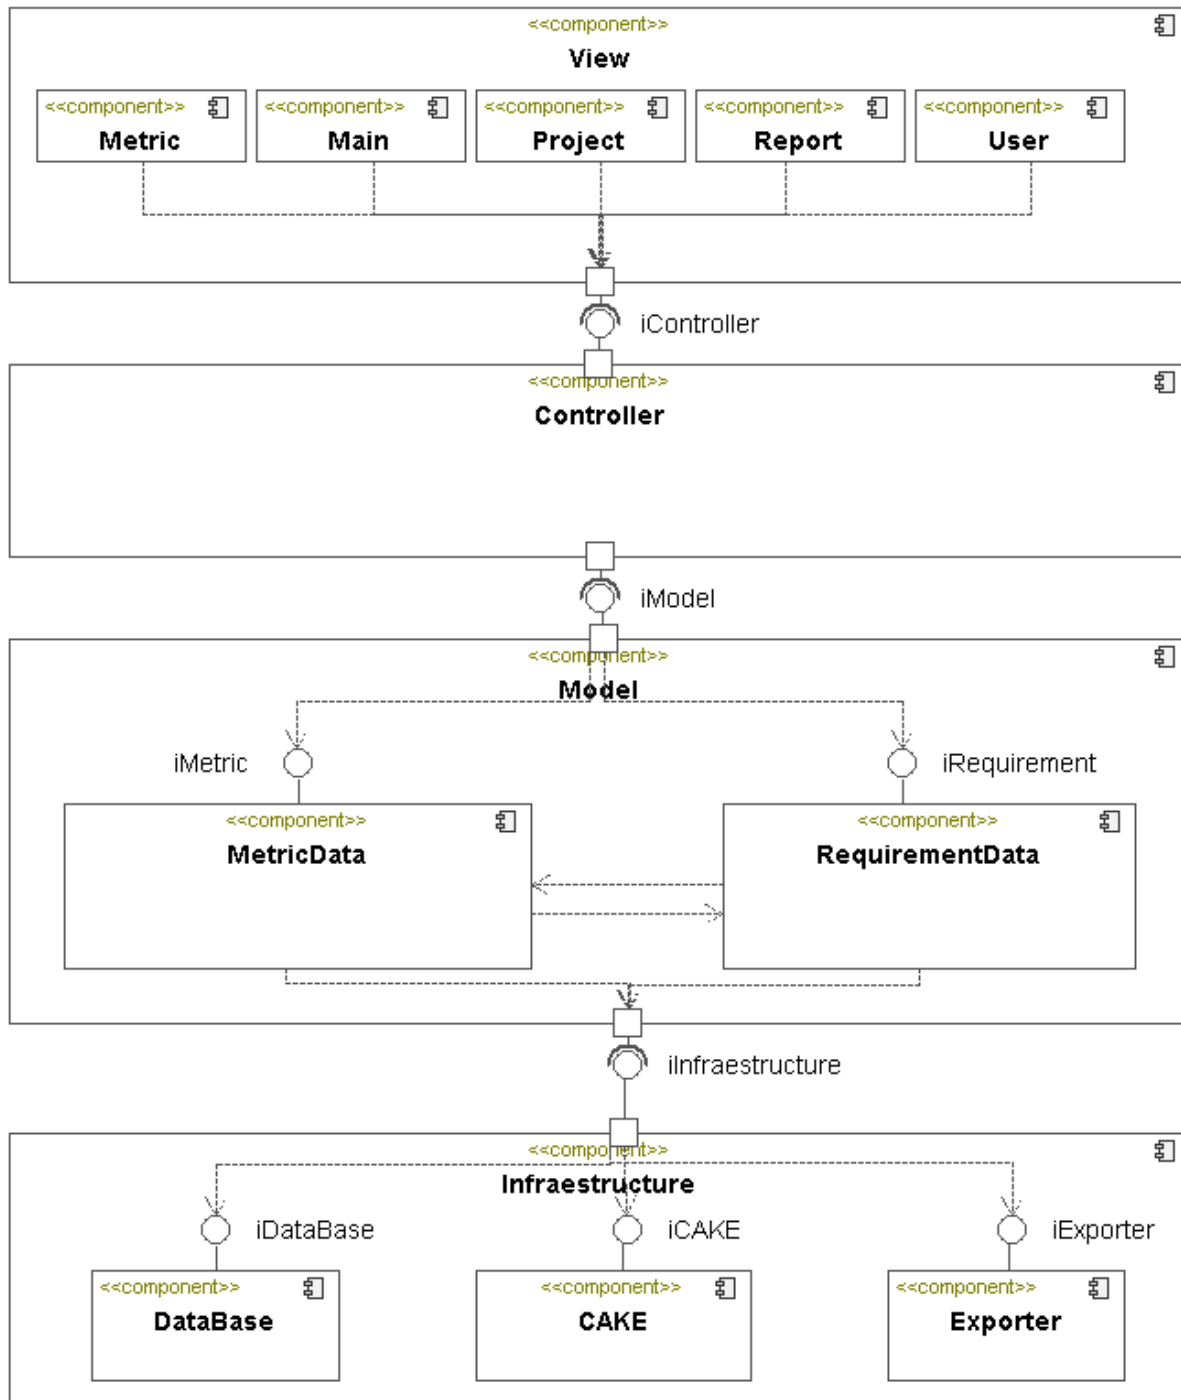 <<component>>
View
<<component>> <<component>> <<component>> <<component>> <<component>>
Metric Main Project Report User
iController
<<component>>
Controller
iModel
<<component>>
Model
iMetric iRequirement
<<component>> <<component>>
MetricData RequirementData
iInfraestructure
<<component>>
Infraestructure
iDataBase iCAKE iExporter
<<component>> <<component>> <<component>>
DataBase CAKE Exporter